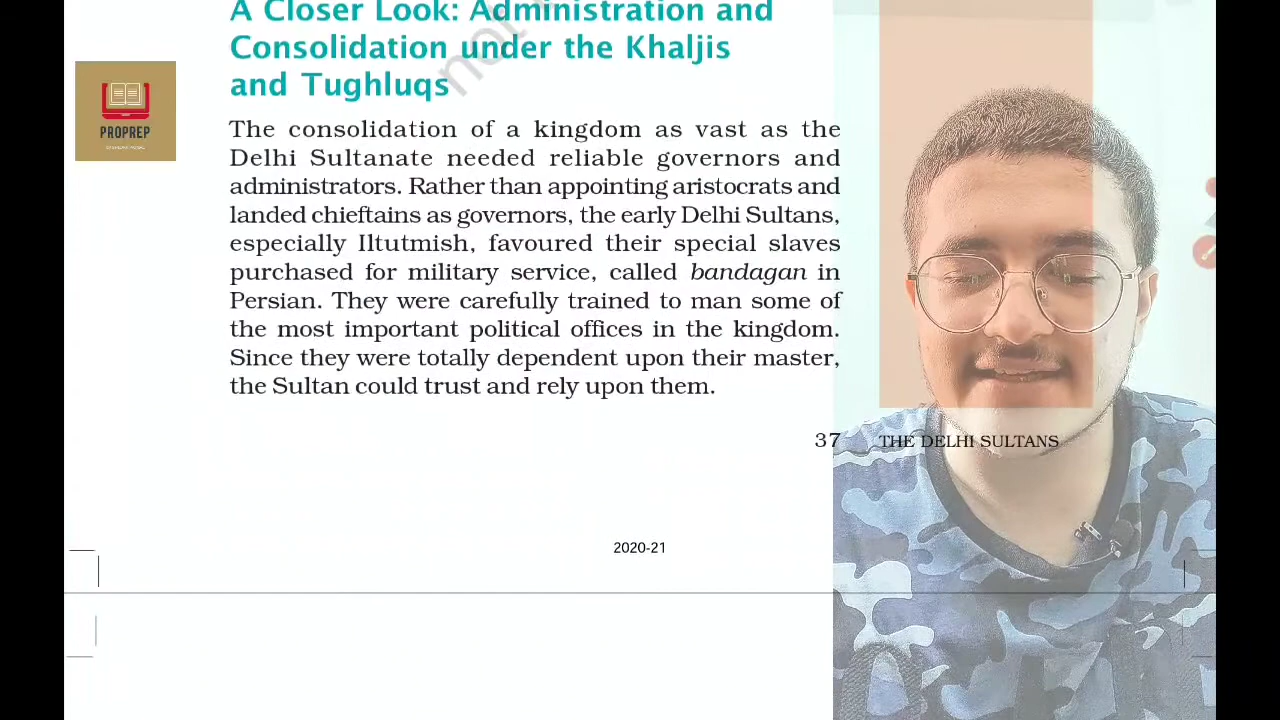 A Closer Look: Administration and
Consolidation under the Khaljis
and Tughluqs
not
PROPREP
The consolidation of a kingdom as vast as the
Delhi Sultanate needed reliable governors and
administrators. Rather than appointing aristocrats and
landed chieftains as governors, the early Delhi Sultans,
especially Iltutmish, favoured their special slaves
purchased for military service, called bandagan in
Persian. They were carefully trained to man some of
the most important political offices in the kingdom.
Since they were totally dependent upon their master,
the Sultan could trust and rely upon them.
37 THE DELHI SULTANS
2020-21